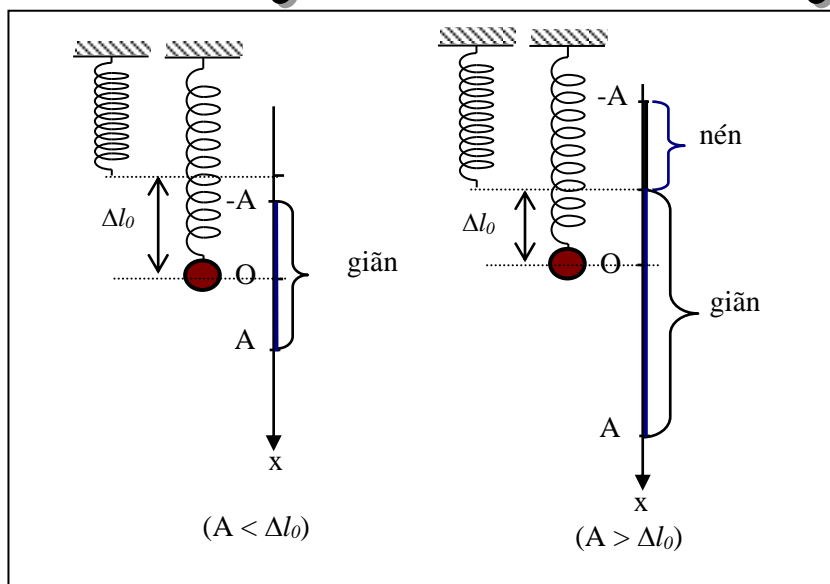 -A
nén
Δl₀
-A
Δl₀
O
giãn
O
giãn
A
A
x
x
(A < Δl₀)
(A > Δl₀)